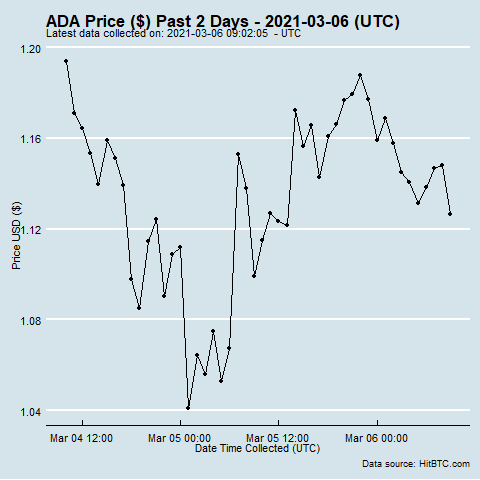 ADA Price ($) Past 2 Days - 2021-03-06 (UTC)
Latest data collected on: 2021-03-06 09:02:05  - UTC
1.20
1.16
1.12
1.08
1.04
Price USD ($)
Mar 04 12:00 Mar 05 00:00 Mar 05 12:00 Mar 06 00:00
Date Time Collected (UTC)
Data source: HitBTC.com